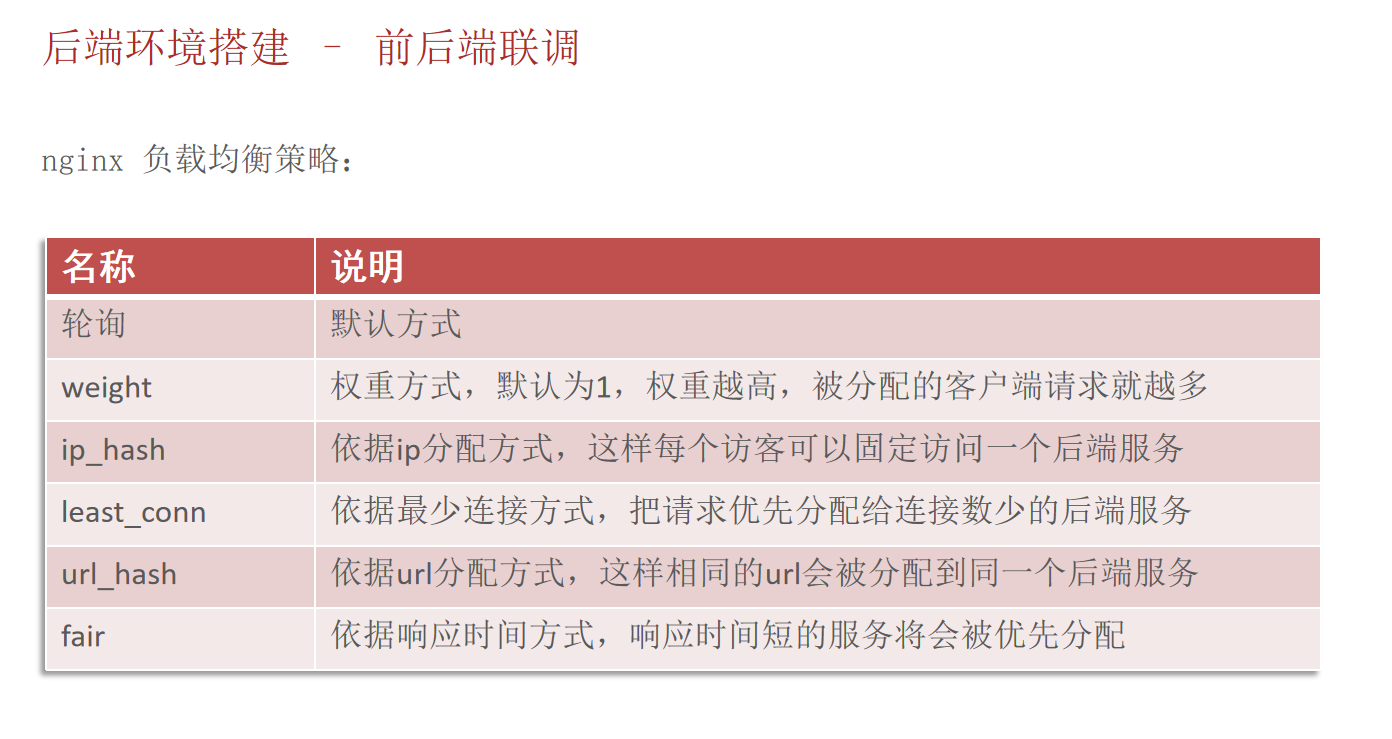 后端环境搭建 - 前后端联调
nginx 负载均衡策略：
名称 说明
轮询 默认方式
weight 权重方式，默认为1，权重越高，被分配的客户端请求就越多
ip_hash 依据ip分配方式，这样每个访客可以固定访问一个后端服务
least_conn 依据最少连接方式，把请求优先分配给连接数少的后端服务
url_hash 依据url分配方式，这样相同的url会被分配到同一个后端服务
fair 依据响应时间方式，响应时间短的服务将会被优先分配